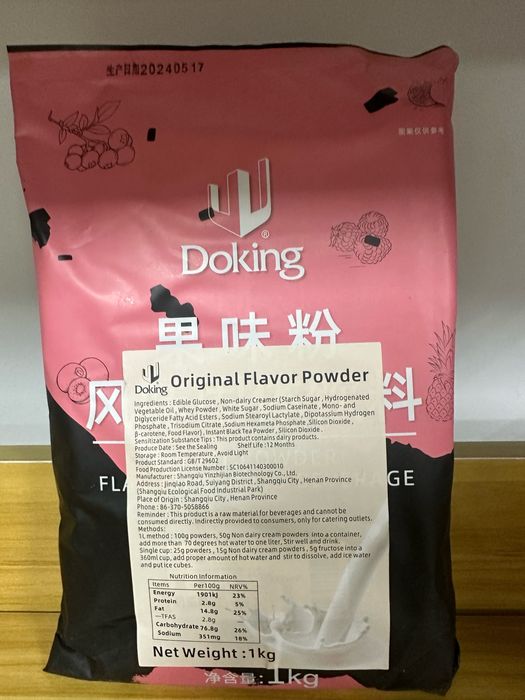 生产日期20240517
图案仅供参考
Doking
果味粉
风
料
FLA
GE
Doking Original Flavor Powder
Ingredients : Edible Glucose , Non-dairy Creamer (Starch Sugar , Hydrogenated
Vegetable Oil , Whey Powder , White Sugar , Sodium Caseinate , Mono- and
Diglyceride Fatty Acid Esters , Sodium Stearoyl Lactylate , Dipotassium Hydrogen
Phosphate , Trisodium Citrate , Sodium Hexameta Phosphate , Silicon Dioxide ,
β-carotene, Food Flavor) , Instant Black Tea Powder , Silicon Dioxide .
Sensitization Substance Tips : This product contains dairy products.
Produce Date : See the Sealing Shelf Life :12 Months
Storage : Room Temperature , Avoid Light
Product Standard : GB/T 29602
Food Production License Number : SC10641140300010
Manufacturer : Shangqiu Yinzhijian Biotechnology Co., Ltd.
Address : Jinqiao Road, Suiyang District , Shangqiu City , Henan Province
(Shangqiu Ecological Food Industrial Park)
Place of Origin : Shangqiu City , Henan Province
Phone : 86-370-5058866
Reminder : This product is a raw material for beverages and cannot be
consumed directly. Indirectly provided to consumers, only for catering outlets.
Methods:
1L method : 100g powders, 50g Non dairy cream powders into a container,
add more than 70 degrees hot water to one liter, Stir well and drink.
Single cup: 25g powders , 15g Non dairy cream powders , 5g fructose into a
360ml cup, add proper amount of hot water and stir to dissolve, add ice water
and put ice cubes.
Nutrition Information
Items Per100g NRV%
Energy 1901kJ 23%
Protein 2.8g 5%
Fat 14.8g 25%
—TFAS 2.8g
Carbohydrate 76.8g 26%
Sodium 351mg 18%
Net Weight :1kg
净含量:1kg